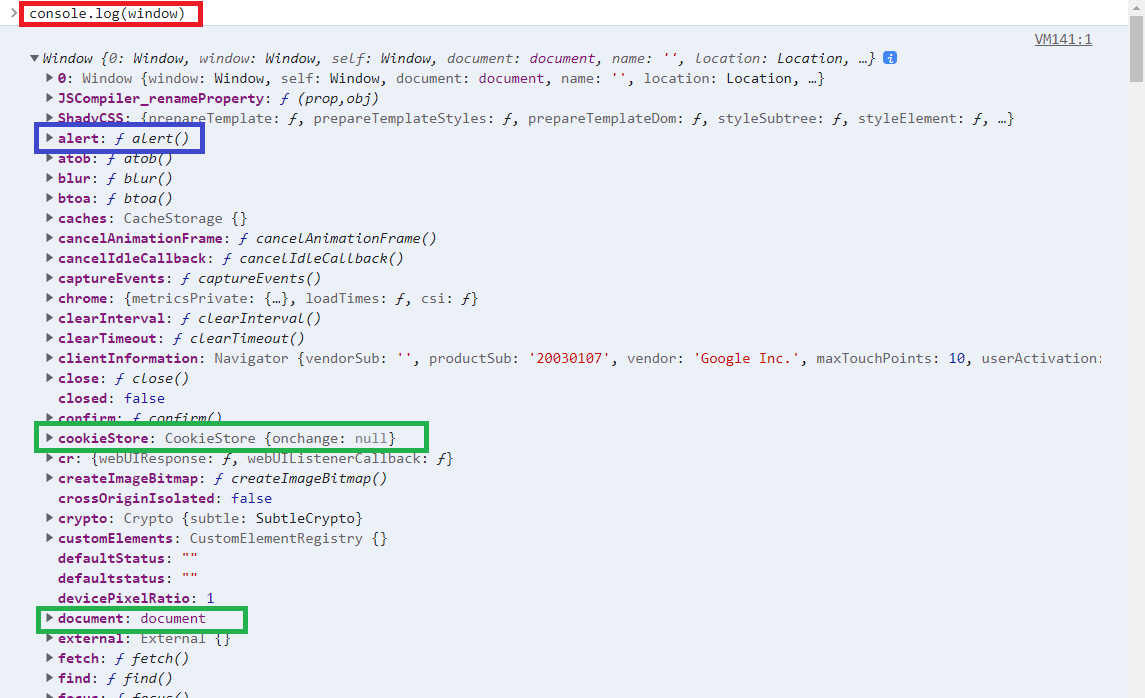 console.log(window)
VM141:1
Window {0: Window, window: Window, self: Window, document: document, name: '', location: Location, …}
0: Window {window: Window, self: Window, document: document, name: '', location: Location, …}
JSCompiler_renameProperty: ƒ (prop,obj)
ShadyCSS: {prepareTemplate: ƒ, prepareTemplateStyles: ƒ, prepareTemplateDom: ƒ, styleSubtree: ƒ, styleElement: ƒ, …}
alert: ƒ alert()
atob: ƒ atob()
blur: ƒ blur()
btoa: ƒ btoa()
caches: CacheStorage {}
cancelAnimationFrame: ƒ cancelAnimationFrame()
cancelIdleCallback: ƒ cancelIdleCallback()
captureEvents: ƒ captureEvents()
chrome: {metricsPrivate: {…}, loadTimes: ƒ, csi: ƒ}
clearInterval: ƒ clearInterval()
clearTimeout: ƒ clearTimeout()
clientInformation: Navigator {vendorSub: '', productSub: '20030107', vendor: 'Google Inc.', maxTouchPoints: 10, userActivation:
close: ƒ close()
closed: false
confirm: ƒ confirm()
cookieStore: CookieStore {onchange: null}
cr: {webUIResponse: ƒ, webUIListenerCallback: ƒ}
createImageBitmap: ƒ createImageBitmap()
crossOriginIsolated: false
crypto: Crypto {subtle: SubtleCrypto}
customElements: CustomElementRegistry {}
defaultStatus: ""
defaultstatus: ""
devicePixelRatio: 1
document: document
external: External {}
fetch: ƒ fetch()
find: ƒ find()
focus: ƒ focus()